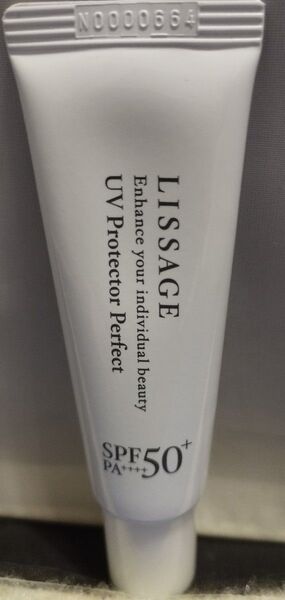 N0000664
LISSAGE
Enhance your individual beauty
UV Protector Perfect
SPF50+
PA++++